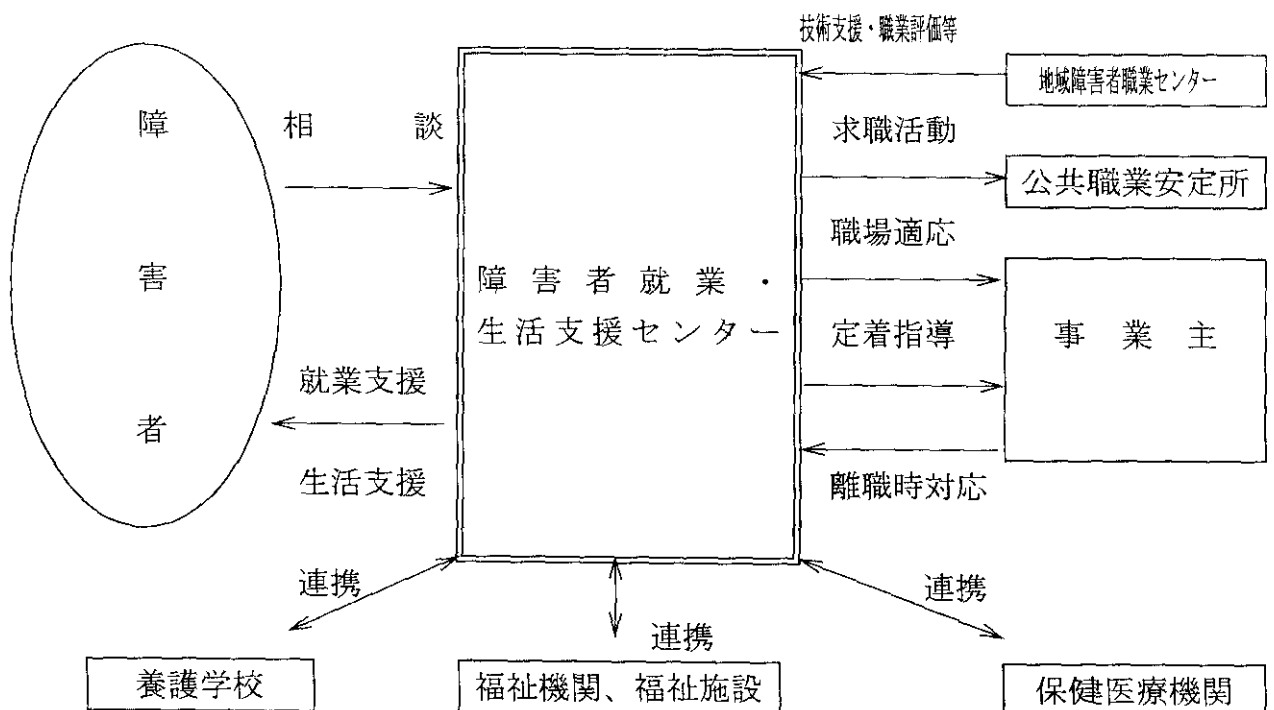 技術支援・職業評価等
地域障害者職業センター
障害者
相談
求職活動
公共職業安定所
職場適応
障害者就業・
生活支援センター
定着指導
事業主
就業支援
生活支援
離職時対応
連携
連携
連携
養護学校
福祉機関、福祉施設
保健医療機関